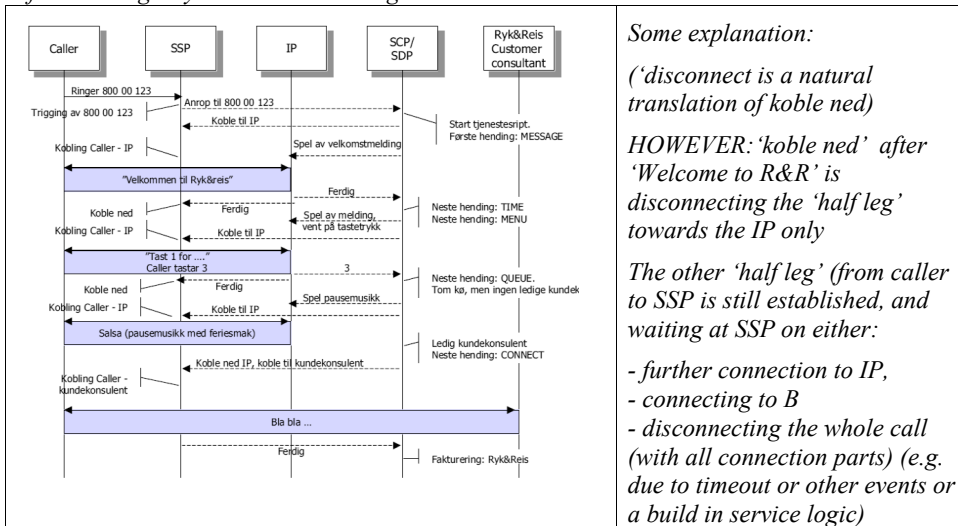 Caller
SSP
IP
SCP/
SDP
Ryk&Reis
Customer
consultant
Ringer 800 00 123
Trigging av 800 00 123
Anrop til 800 00 123
Koble til IP
Start tjenestesript.
Første hending: MESSAGE
Kobling Caller - IP
Spel av velkomstmelding
"Velkommen til Ryk&reis"
Ferdig
Ferdig
Koble ned
Neste hending: TIME
Neste hending: MENU
Spel av melding,
vent på tastetrykk
Kobling Caller - IP
Koble til IP
"Tast 1 for ...."
Caller tastar 3
3
Koble ned
Ferdig
Neste hending: QUEUE.
Tom kø, men ingen ledige kundek
Spel pausemusikk
Kobling Caller - IP
Koble til IP
Salsa (pausemusikk med feriesmak)
Ledig kundekonsulent
Neste hending: CONNECT
Koble ned IP, koble til kundekonsulent
Kobling Caller -
kundekonsulent
Bla bla ...
Ferdig
Fakturering: Ryk&Reis
Some explanation:
('disconnect is a natural
translation of koble ned)
HOWEVER: 'koble ned' after
'Welcome to R&R' is
disconnecting the 'half leg'
towards the IP only
The other 'half leg' (from caller
to SSP is still established, and
waiting at SSP on either:
- further connection to IP,
- connecting to B
- disconnecting the whole call
(with all connection parts) (e.g.
due to timeout or other events or
a build in service logic)